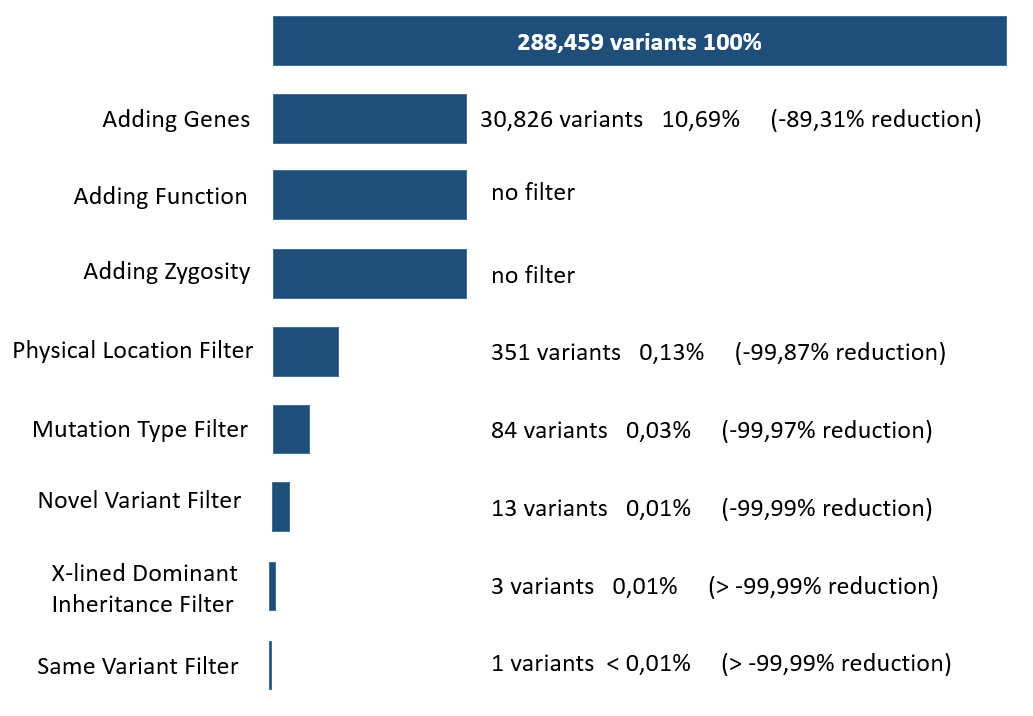 288,459 variants 100%
Adding Genes 30,826 variants 10,69% (-89,31% reduction)
Adding Function no filter
Adding Zygosity no filter
Physical Location Filter 351 variants 0,13% (-99,87% reduction)
Mutation Type Filter 84 variants 0,03% (-99,97% reduction)
Novel Variant Filter 13 variants 0,01% (-99,99% reduction)
X-lined Dominant
Inheritance Filter 3 variants 0,01% (> -99,99% reduction)
Same Variant Filter 1 variants < 0,01% (> -99,99% reduction)